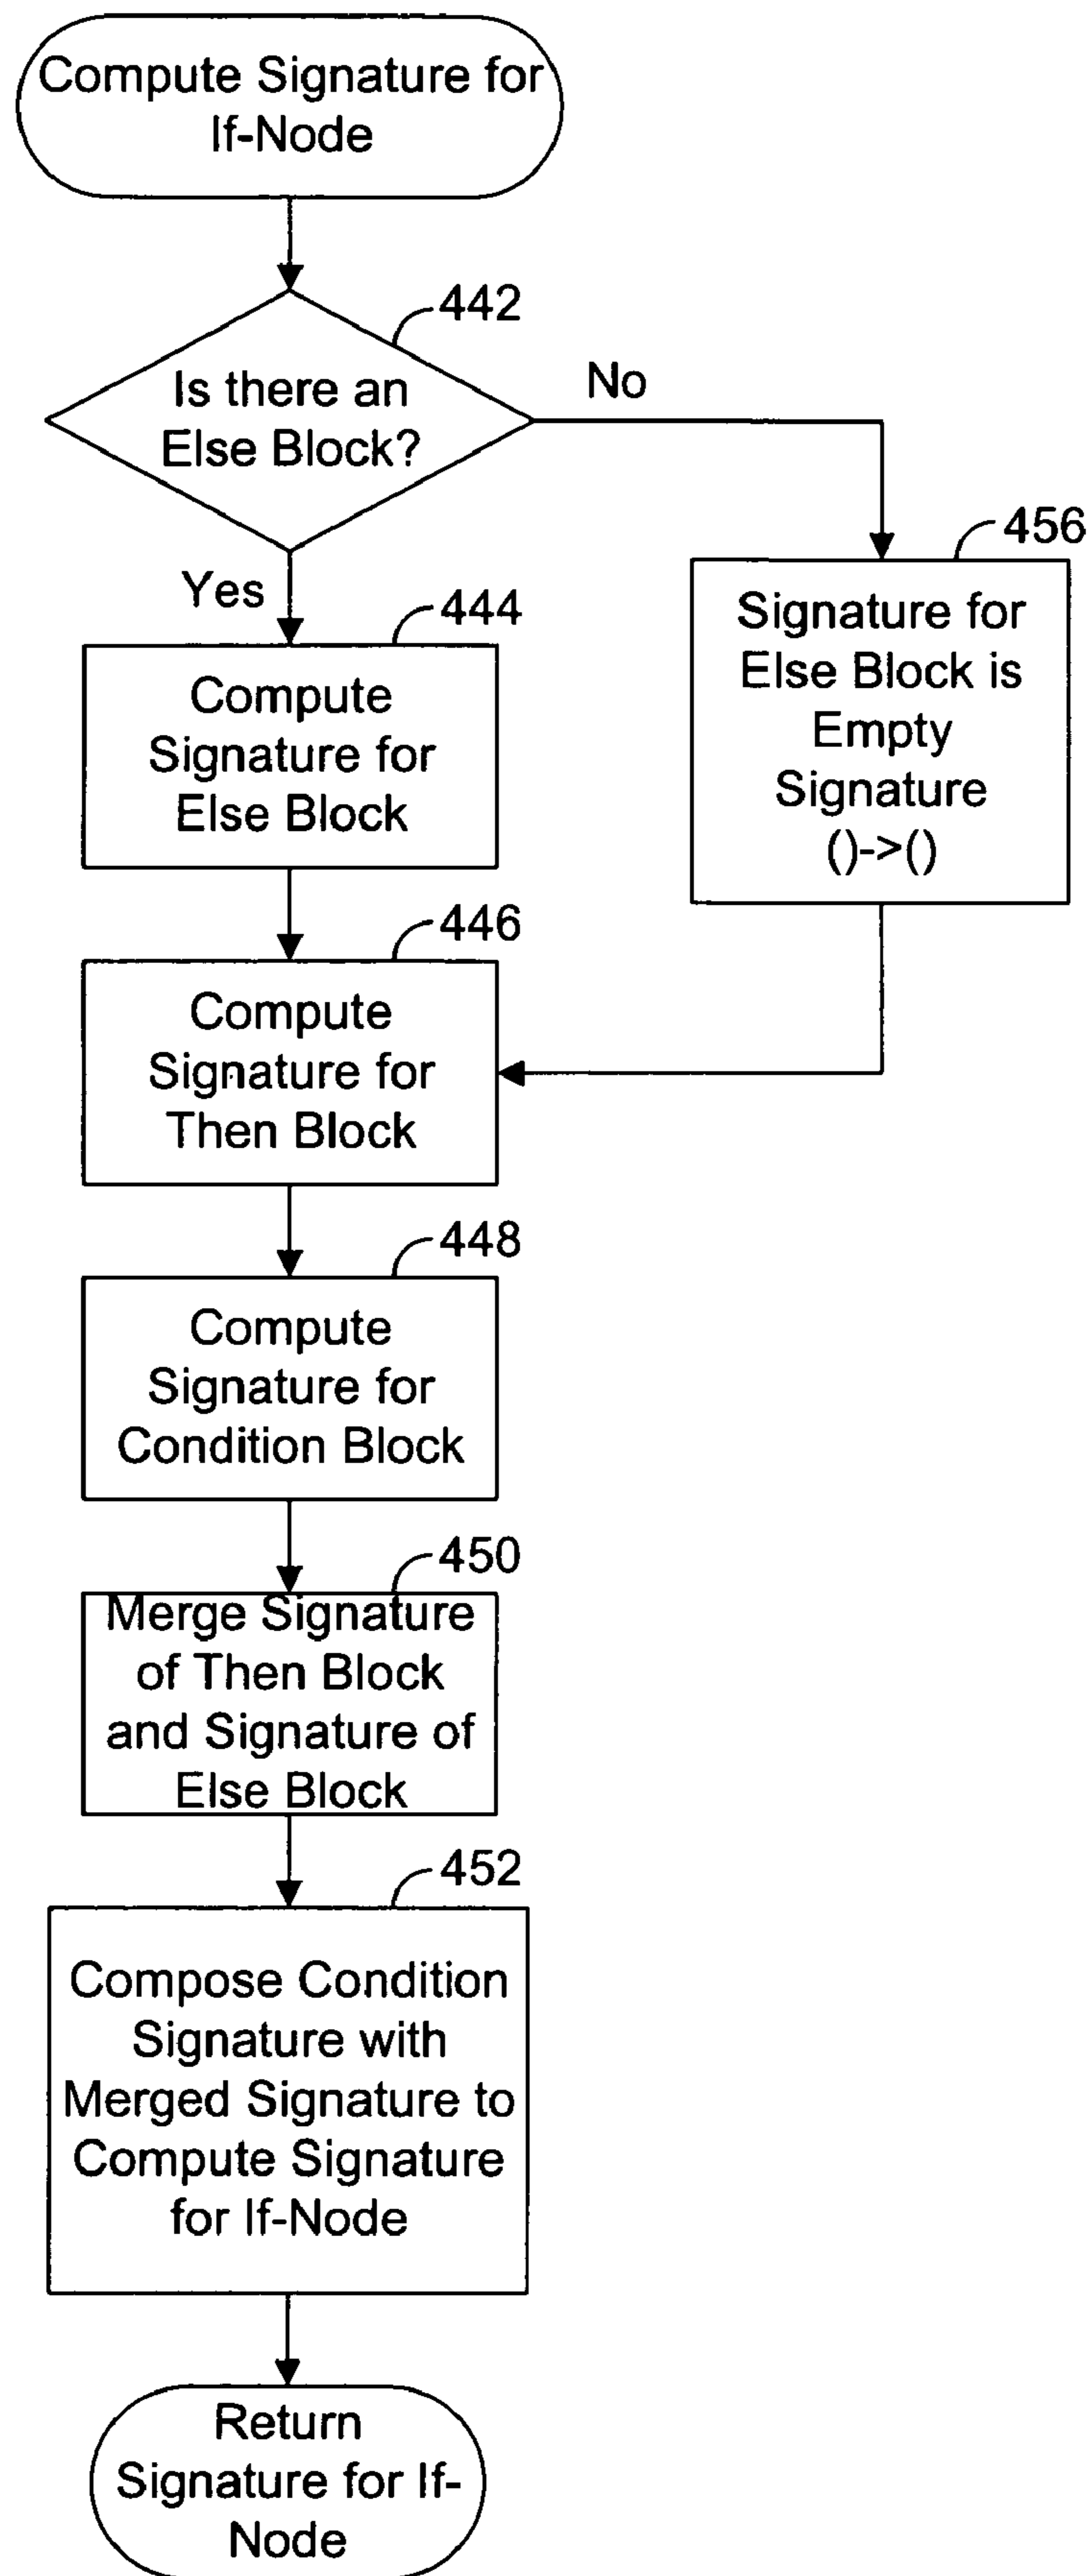 Compute Signature for
If-Node
442
Is there an
Else Block?
No
Yes
456
Signature for
Else Block is
Empty
Signature
()->()
444
Compute
Signature for
Else Block
446
Compute
Signature for
Then Block
448
Compute
Signature for
Condition Block
450
Merge Signature
of Then Block
and Signature of
Else Block
452
Compose Condition
Signature with
Merged Signature to
Compute Signature
for If-Node
Return
Signature for If-
Node